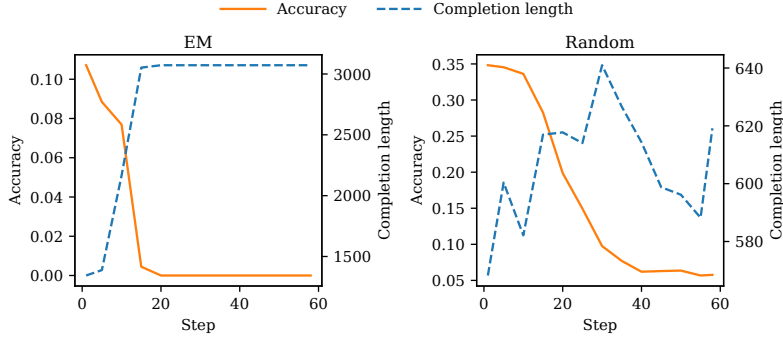 Accuracy Completion length
EM
Accuracy
0.10
0.08
0.06
0.04
0.02
0.00
3000
2500
2000
1500
Completion length
0 20 40 60
Step
Random
Accuracy
0.35
0.30
0.25
0.20
0.15
0.10
0.05
640
620
600
580
Completion length
0 20 40 60
Step